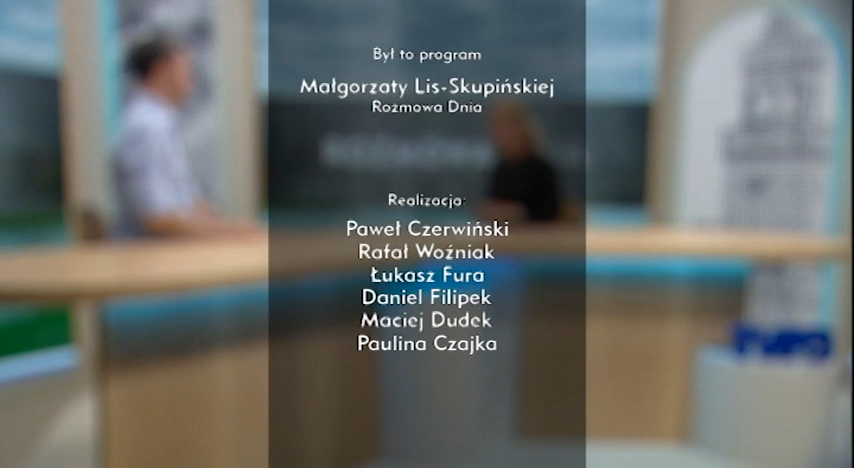 Był to program
Małgorzaty Lis-Skupińskiej
Rozmowa Dnia
Realizacja:
Paweł Czerwiński
Rafał Woźniak
Łukasz Fura
Daniel Filipek
Maciej Dudek
Paulina Czajka